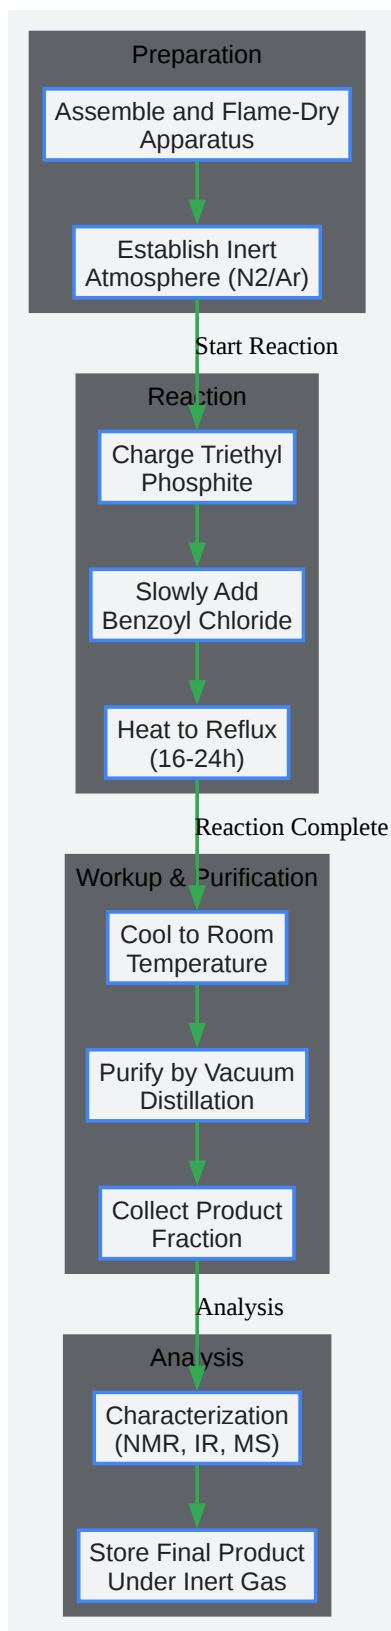 Preparation
Assemble and Flame-Dry
Apparatus
Establish Inert
Atmosphere (N2/Ar)
Start Reaction
Reaction
Charge Triethyl
Phosphite
Slowly Add
Benzoyl Chloride
Heat to Reflux
(16-24h)
Reaction Complete
Workup & Purification
Cool to Room
Temperature
Purify by Vacuum
Distillation
Collect Product
Fraction
Analysis
Analysis
Characterization
(NMR, IR, MS)
Store Final Product
Under Inert Gas